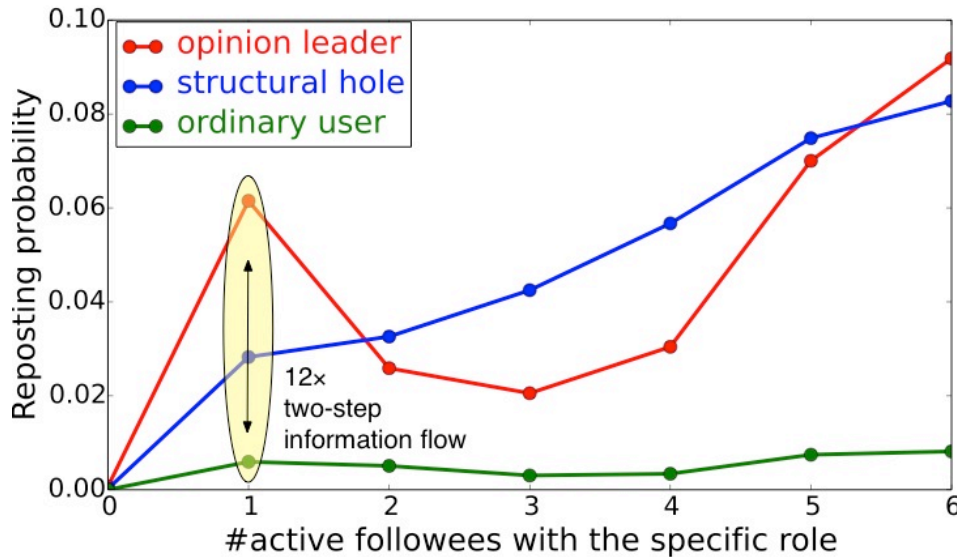 0.10
opinion leader
structural hole
ordinary user
0.08
0.06
0.04
0.02
0.00
Reposting probability
12×
two-step
information flow
0 1 2 3 4 5 6
#active followees with the specific role